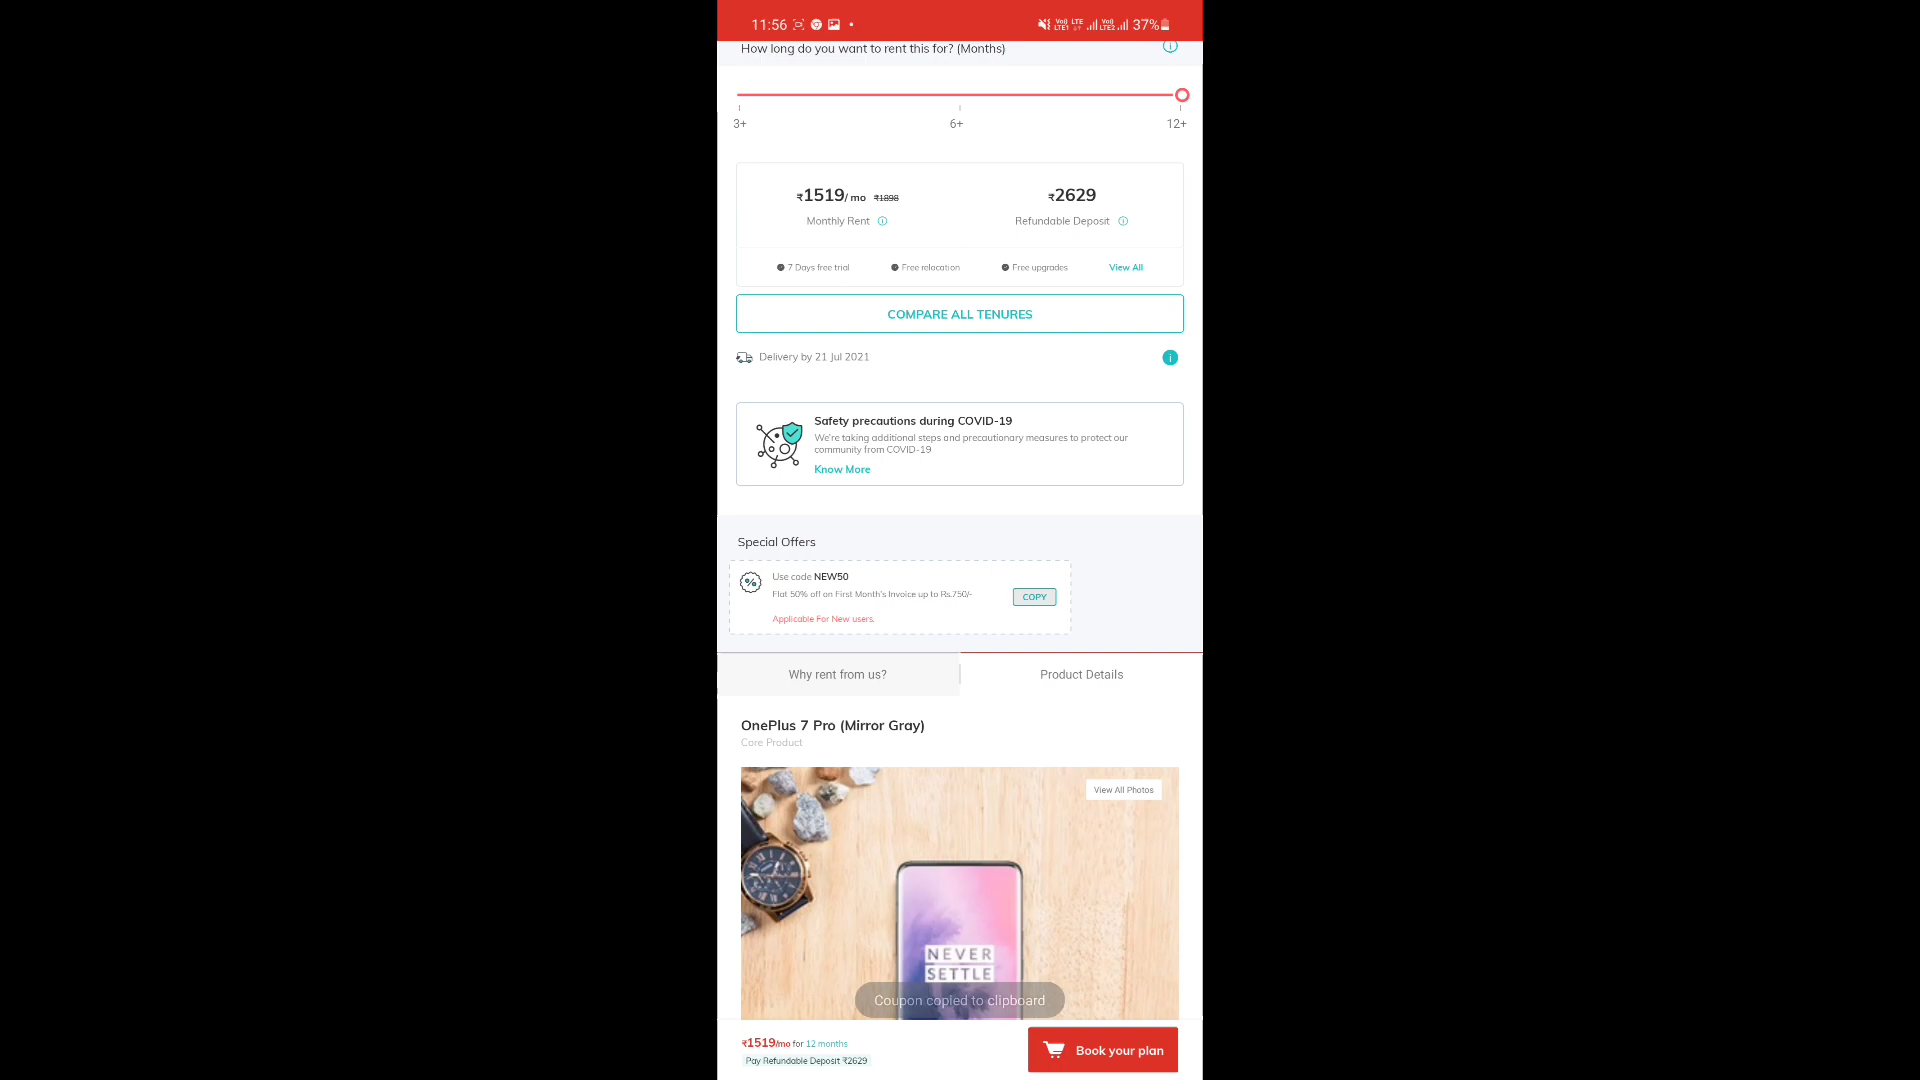 11:56 Vo)) LTE1 LTE Vo)) LTE2 37%
How long do you want to rent this for? (Months)
3+ 6+ 12+
₹1519/ mo ₹1898 ₹2629
Monthly Rent Refundable Deposit
7 Days free trial Free relocation Free upgrades View All
COMPARE ALL TENURES
Delivery by 21 Jul 2021
Safety precautions during COVID-19
We're taking additional steps and precautionary measures to protect our
community from COVID-19
Know More
Special Offers
Use code NEW50
Flat 50% off on First Month's Invoice up to Rs.750/-
COPY
Applicable For New users.
Why rent from us? Product Details
OnePlus 7 Pro (Mirror Gray)
Core Product
View All Photos
NEVER
SETTLE
Coupon copied to clipboard
₹1519/mo for 12 months
Pay Refundable Deposit ₹2629
Book your plan